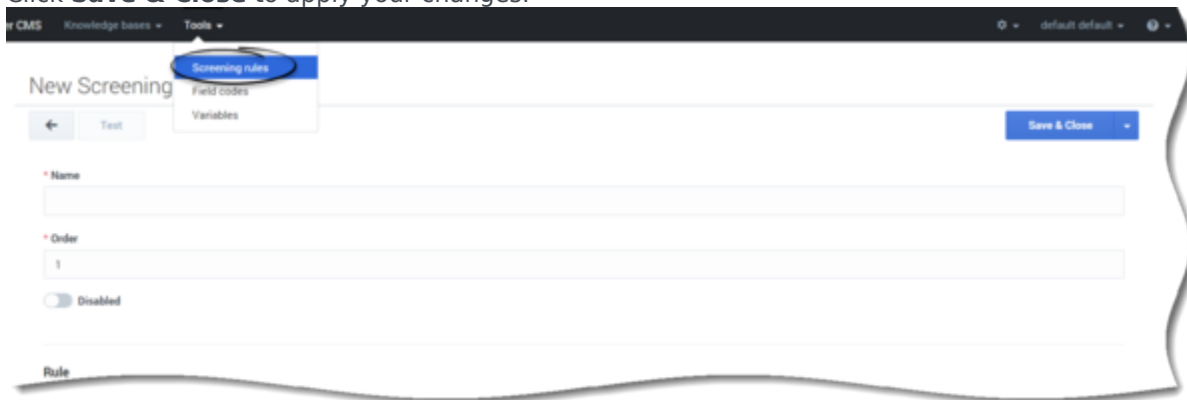 Click Save & Close to apply your changes.
er CMS Knowledge bases Tools default default
Screening rules
New Screening
Field codes
Test
Variables
Save & Close
* Name
* Order
1
Disabled
Rule